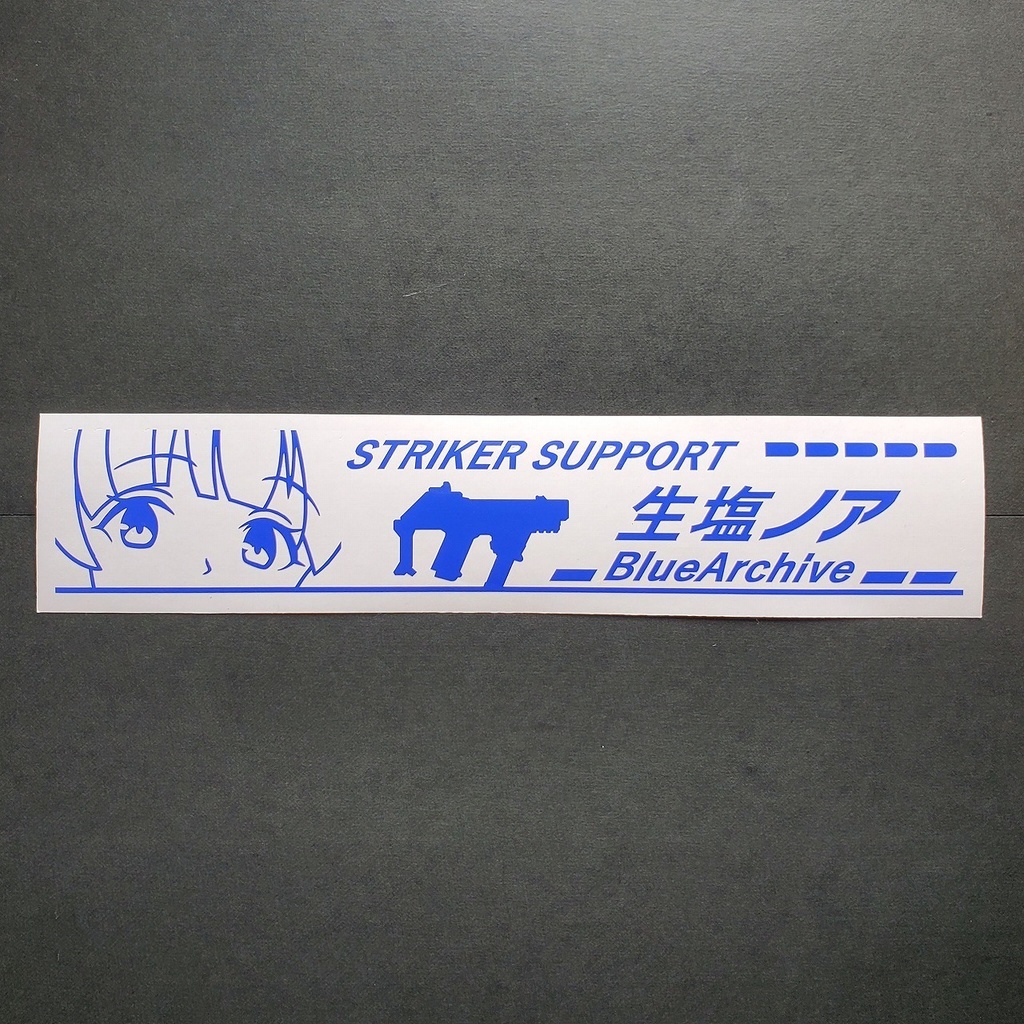 STRIKER SUPPORT
生塩ノア
BlueArchive